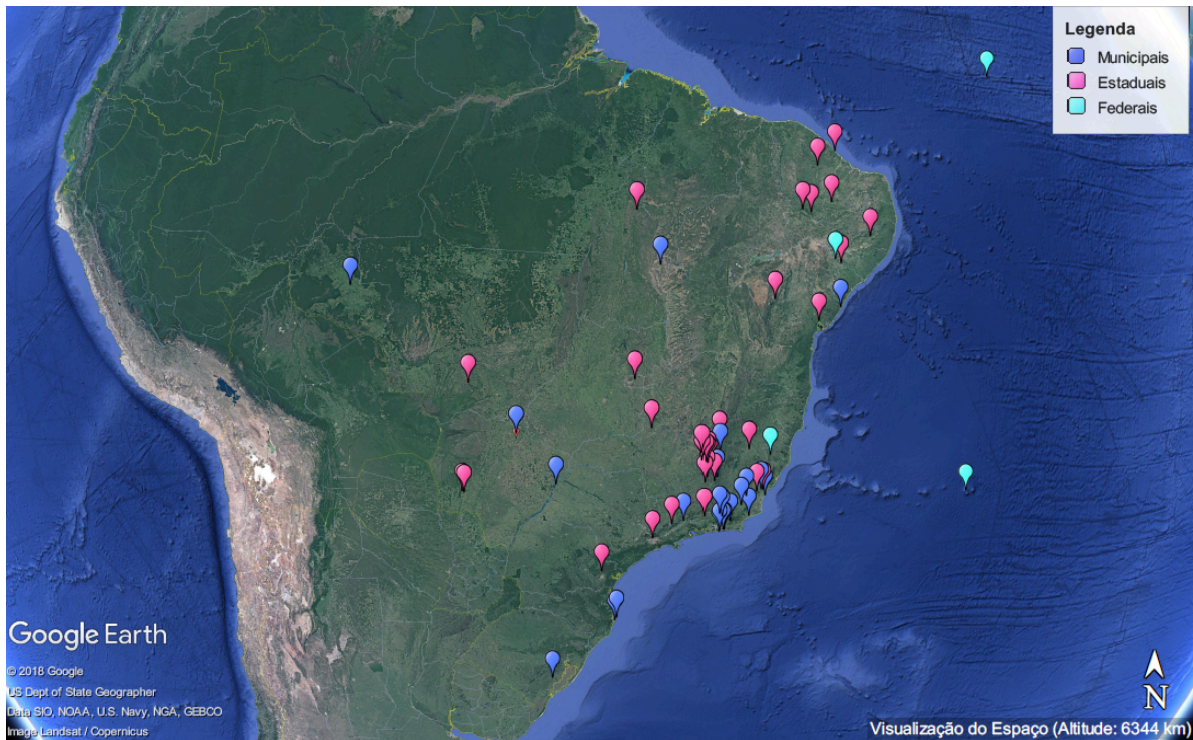 Legenda
Municipais
Estaduais
Federais
Google Earth
© 2018 Google
US Dept of State Geographer
Data SIO, NOAA, U.S. Navy, NGA, GEBCO
Image Landsat / Copernicus
N
Visualização do Espaço (Altitude: 6344 km)